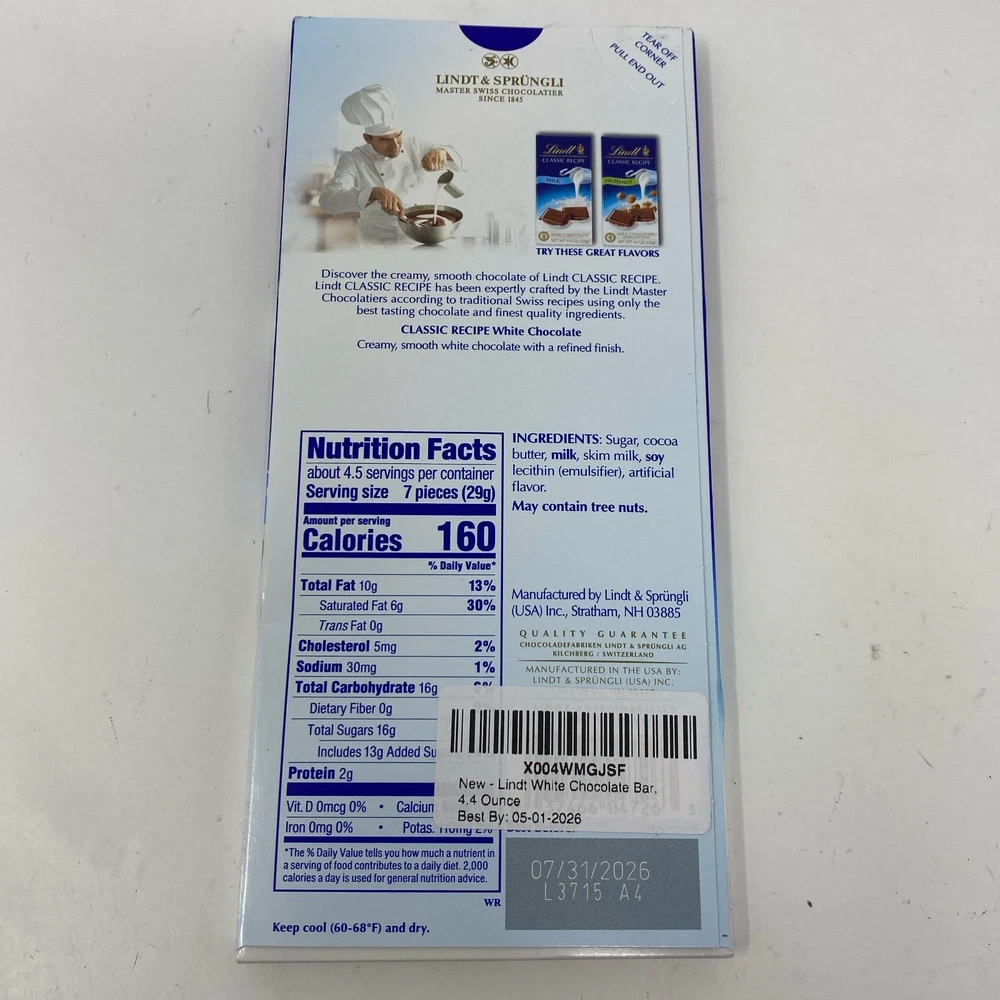 TEAR OFF
CORNER
PULL END OUT
LINDT & SPRÜNGLI
MASTER SWISS CHOCOLATIER
SINCE 1845
Lindt
CLASSIC RECIPE
MILK
Lindt
CLASSIC RECIPE
HAZELNUT
TRY THESE GREAT FLAVORS
Discover the creamy, smooth chocolate of Lindt CLASSIC RECIPE.
Lindt CLASSIC RECIPE has been expertly crafted by the Lindt Master
Chocolatiers according to traditional Swiss recipes using only the
best tasting chocolate and finest quality ingredients.
CLASSIC RECIPE White Chocolate
Creamy, smooth white chocolate with a refined finish.
Nutrition Facts
about 4.5 servings per container
Serving size 7 pieces (29g)
Amount per serving
Calories 160
% Daily Value*
Total Fat 10g 13%
Saturated Fat 6g 30%
Trans Fat 0g
Cholesterol 5mg 2%
Sodium 30mg 1%
Total Carbohydrate 16g
Dietary Fiber 0g
Total Sugars 16g
Includes 13g Added Su
Protein 2g
Vit. D 0mcg 0% • Calcium
Iron 0mg 0% • Potas. 110mg 2%
*The % Daily Value tells you how much a nutrient in
a serving of food contributes to a daily diet. 2,000
calories a day is used for general nutrition advice.
WR
Keep cool (60-68°F) and dry.
INGREDIENTS: Sugar, cocoa
butter, milk, skim milk, soy
lecithin (emulsifier), artificial
flavor.
May contain tree nuts.
Manufactured by Lindt & Sprüngli
(USA) Inc., Stratham, NH 03885
QUALITY GUARANTEE
CHOCOLADEFABRIKEN LINDT & SPRÜNGLI AG
KILCHBERG / SWITZERLAND
MANUFACTURED IN THE USA BY:
LINDT & SPRÜNGLI (USA) INC.
X004WMGJSF
New - Lindt White Chocolate Bar,
4.4 Ounce
Best By: 05-01-2026
07/31/2026
L3715 A4